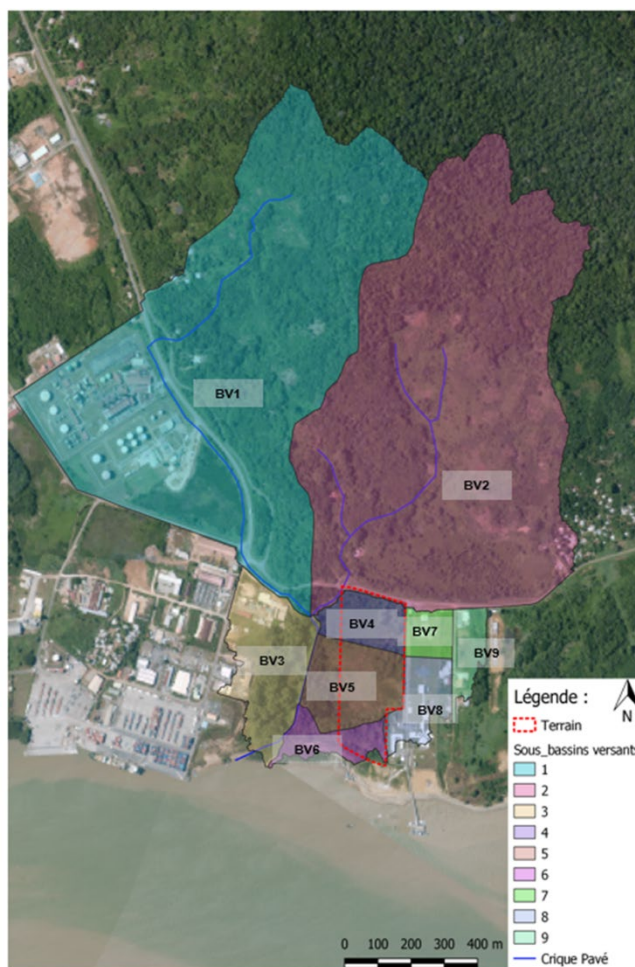 BV1
BV2
BV4
BV7
BV3
BV9
BV5
BV8
BV6
Légende :
N
Terrain
Sous_bassins versants
1
2
3
4
5
6
7
8
9
Crique Pavé
0 100 200 300 400 m